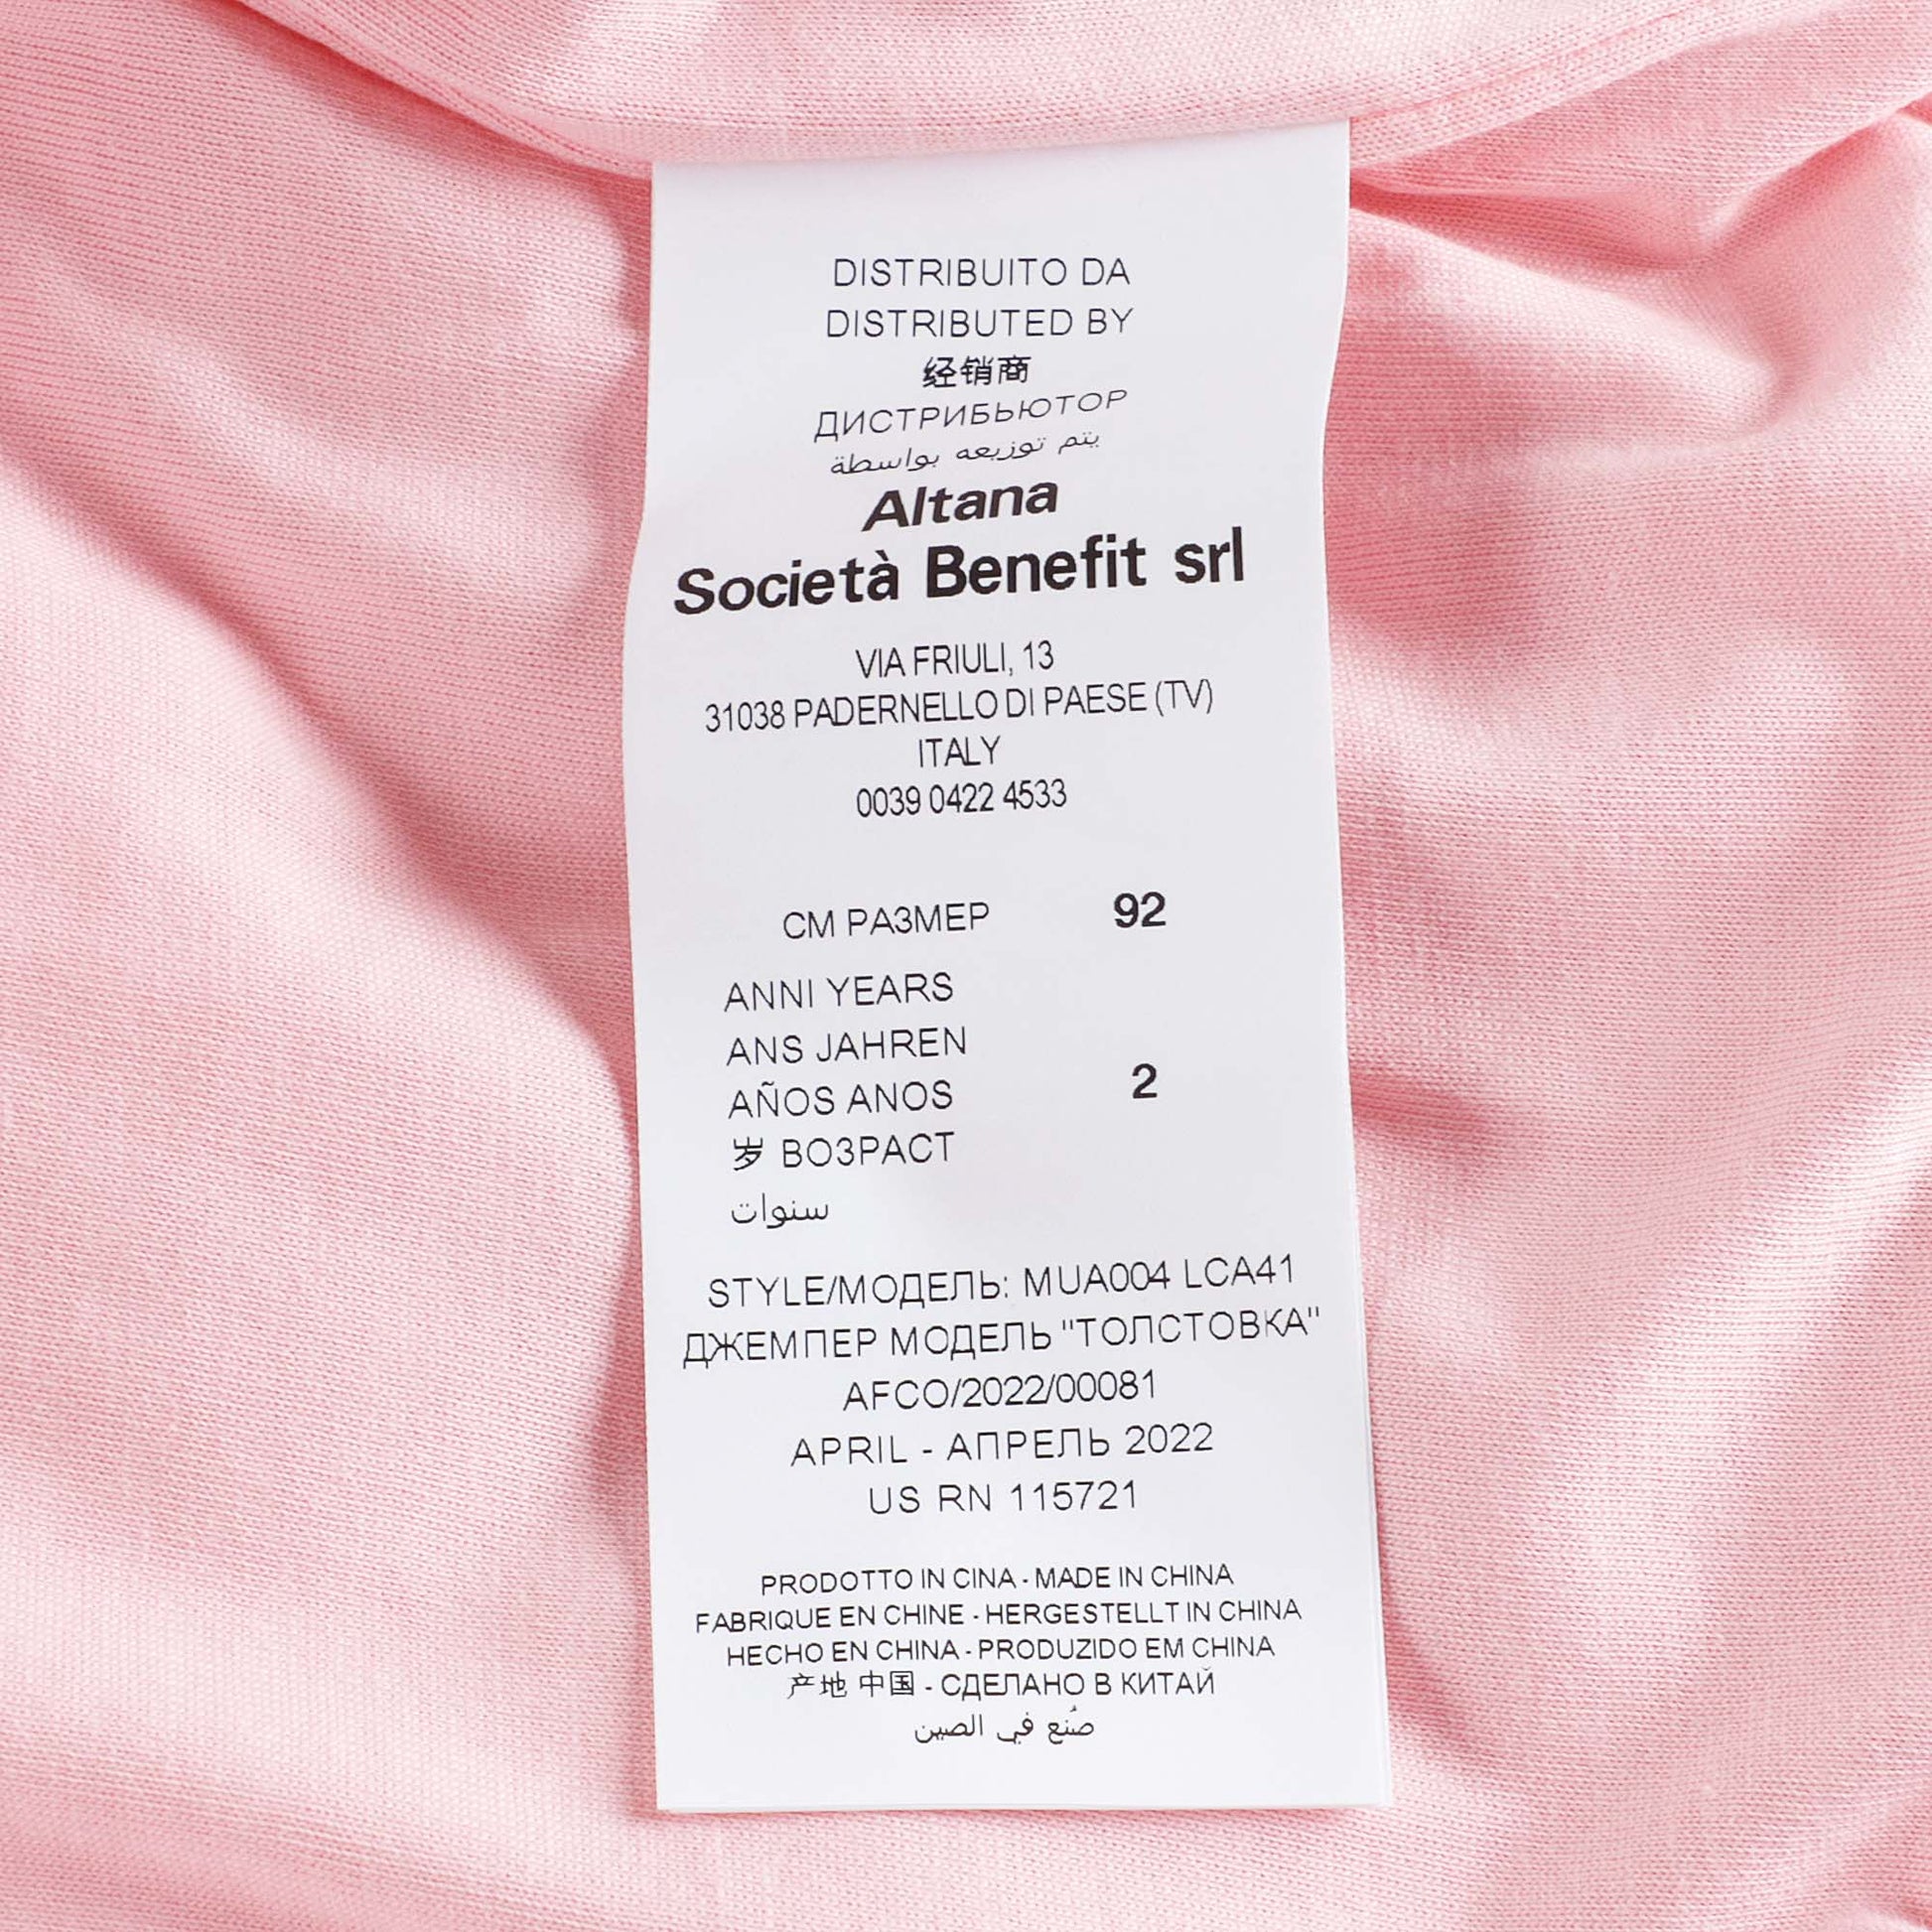 DISTRIBUITO DA
DISTRIBUTED BY
经销商
ДИСТРИБЬЮТОР
يتم توزيعه بواسطة
Altana
Società Benefit srl
VIA FRIULI, 13
31038 PADERNELLO DI PAESE (TV)
ITALY
0039 0422 4533
СМ РАЗМЕР 92
ANNI YEARS
ANS JAHREN
AÑOS ANOS 2
岁 ВОЗРАСТ
سنوات
STYLE/МОДЕЛЬ: MUA004 LCA41
ДЖЕМПЕР МОДЕЛЬ "ТОЛСТОВКА"
AFCO/2022/00081
APRIL - АПРЕЛЬ 2022
US RN 115721
PRODOTTO IN CINA - MADE IN CHINA
FABRIQUE EN CHINE - HERGESTELLT IN CHINA
HECHO EN CHINA - PRODUZIDO EM CHINA
产地 中国 - СДЕЛАНО В КИТАЙ
صُنع في الصين